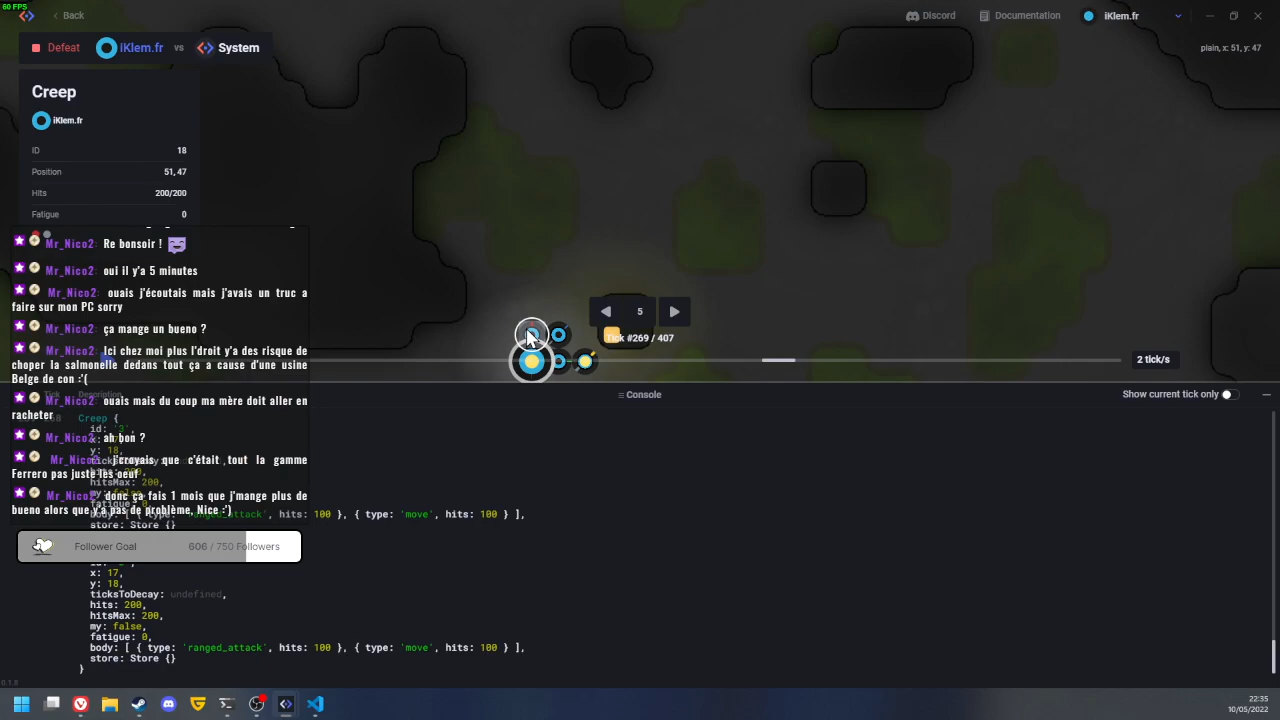 60 FPS
Back
Discord
Documentation
iKlem.fr
Defeat
iKlem.fr
vs
System
plain, x: 51, y: 47
Creep
iKlem.fr
ID 18
Position 51, 47
Hits 200/200
Fatigue 0
Mr_Nico2: Re bonsoir !
Mr_Nico2: oui il y'a 5 minutes
Mr_Nico2: ouais j'écoutais mais j'avais un truc a
faire sur mon PC sorry
Mr_Nico2: ça mange un bueno ?
Mr_Nico2: Ici chez moi plus l'droit y'a des risque de
choper la salmonelle dedans tout ça a cause d'une usine
Belge de con :'(
Mr_Nico2: ouais mais du coup ma mère doit aller en
racheter
Mr_Nico2: ah bon ?
Mr_Nico2: j'croyais que c'était tout la gamme
Ferrero pas juste les oeuf
Mr_Nico2: donc ça fais 1 mois que j'mange plus de
bueno alors que y'a pas de problème, Nice :')
5
Tick #269 / 407
2 tick/s
Console
Show current tick only
Tick Description
Creep {
id: '3',
y: 18,
hitsMax: 200,
my: false,
fatigue: 0,
body: [ { type: 'ranged_attack', hits: 100 }, { type: 'move', hits: 100 } ],
store: Store {}
Follower Goal 606 / 750 Followers
x: 17,
y: 18,
ticksToDecay: undefined,
hits: 200,
hitsMax: 200,
my: false,
fatigue: 0,
body: [ { type: 'ranged_attack', hits: 100 }, { type: 'move', hits: 100 } ],
store: Store {}
}
0.1.8
22:35
10/05/2022